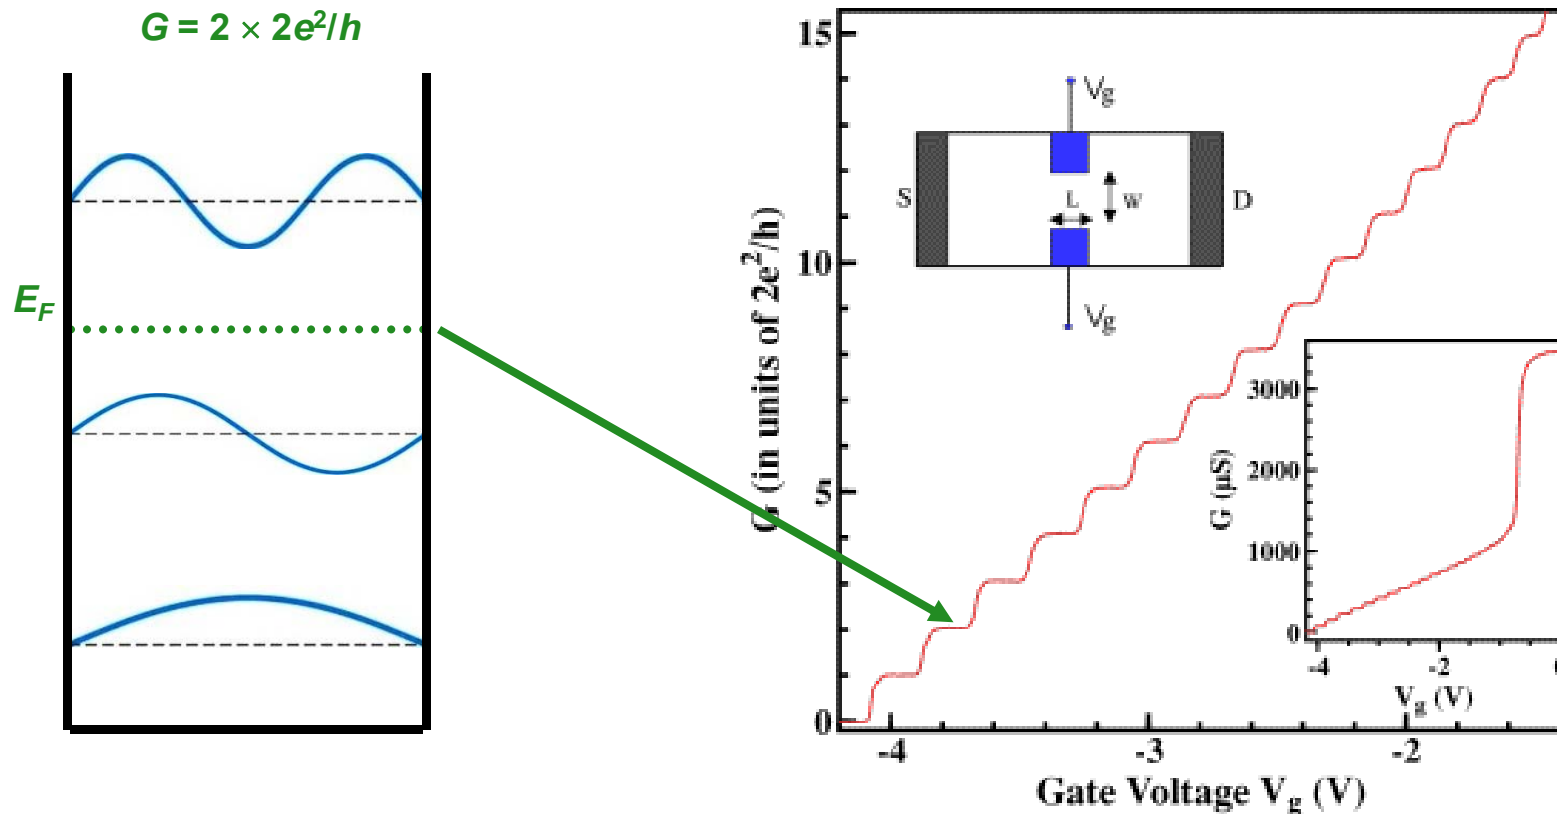 G = 2 × 2e²/h
E_F
G (in units of 2e²/h)
15
10
5
0
-4
-3
-2
Gate Voltage V_g (V)
V_g
S
L
w
D
V_g
G (µS)
3000
2000
1000
0
-4
-2
V_g (V)